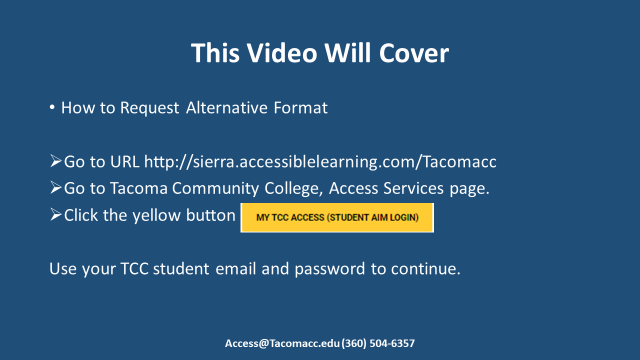 This Video Will Cover
• How to Request Alternative Format
➢Go to URL http://sierra.accessiblelearning.com/Tacomacc
➢Go to Tacoma Community College, Access Services page.
➢Click the yellow button MY TCC ACCESS (STUDENT AIM LOGIN)
Use your TCC student email and password to continue.
Access@Tacomacc.edu (360) 504-6357